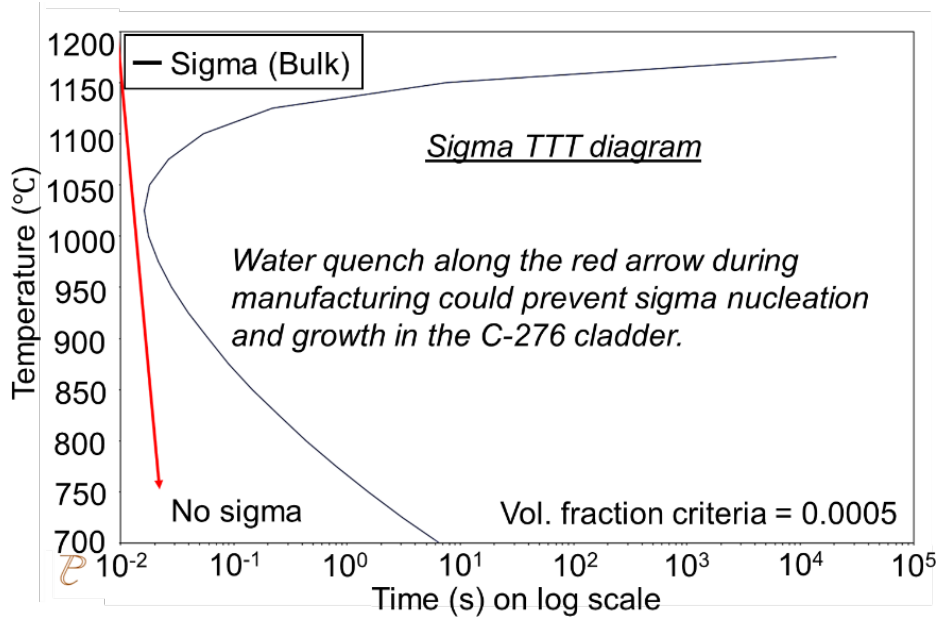 Sigma (Bulk)
Sigma TTT diagram
Water quench along the red arrow during
manufacturing could prevent sigma nucleation
and growth in the C-276 cladder.
No sigma
Vol. fraction criteria = 0.0005
Temperature (℃)
1200
1150
1100
1050
1000
950
900
850
800
750
700
10⁻² 10⁻¹ 10⁰ 10¹ 10² 10³ 10⁴ 10⁵
Time (s) on log scale